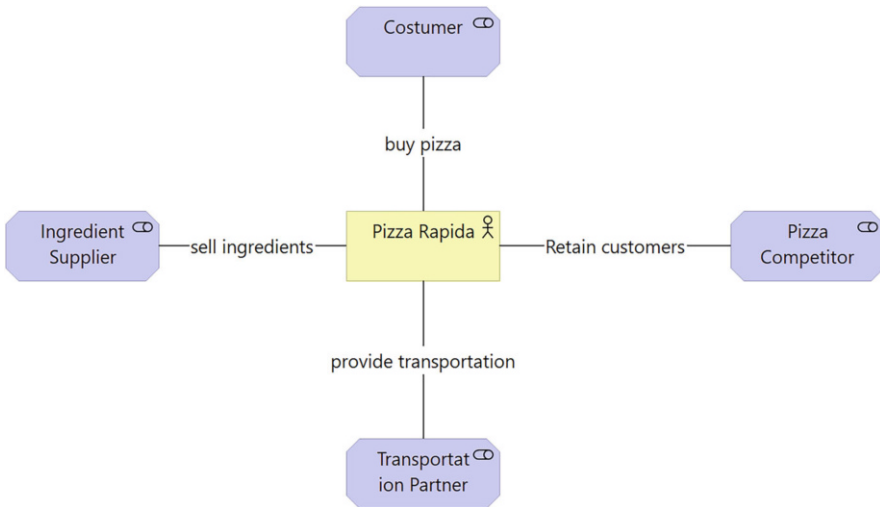 Costumer
buy pizza
Ingredient
Supplier
sell ingredients
Pizza Rapida
Retain customers
Pizza
Competitor
provide transportation
Transportat
ion Partner